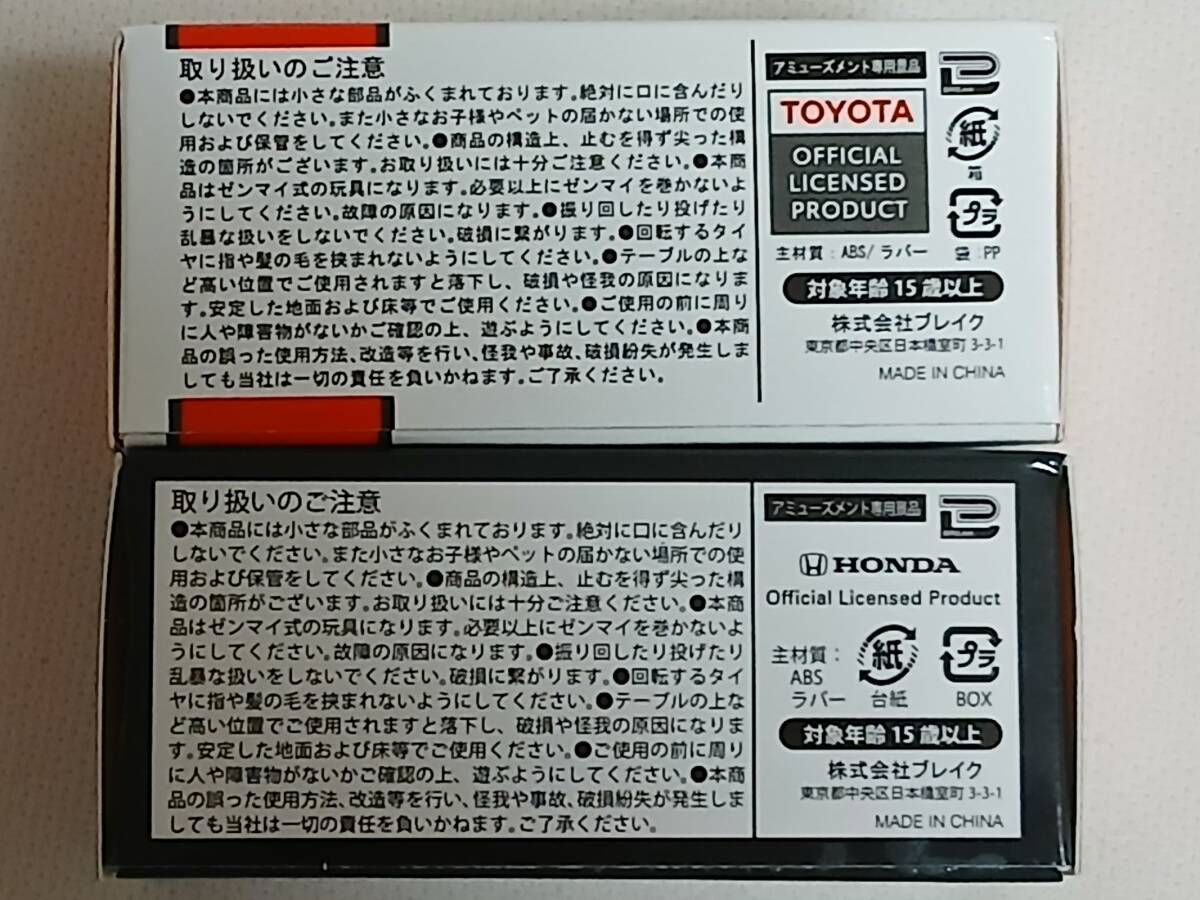 取り扱いのご注意
●本商品には小さな部品がふくまれております。絶対に口に含んだり
しないでください。また小さなお子様やペットの届かない場所での使
用および保管をしてください。●商品の構造上、止むを得ず尖った構
造の箇所がございます。お取り扱いには十分ご注意ください。●本商
品はゼンマイ式の玩具になります。必要以上にゼンマイを巻かないよ
うにしてください。故障の原因になります。●振り回したり投げたり
乱暴な扱いをしないでください。破損に繋がります。●回転するタイ
ヤに指や髪の毛を挟まれないようにしてください。●テーブルの上な
ど高い位置でご使用されますと落下し、破損や怪我の原因になりま
す。安定した地面および床等でご使用ください。●ご使用の前に周り
に人や障害物がないかご確認の上、遊ぶようにしてください。●本商
品の誤った使用方法、改造等を行い、怪我や事故、破損紛失が発生しま
しても当社は一切の責任を負いかねます。ご了承ください。
アミューズメント専用景品
TOYOTA
OFFICIAL
LICENSED
PRODUCT
紙
箱
プラ
主材質:ABS/ラバー 袋:PP
対象年齢15歳以上
株式会社ブレイク
東京都中央区日本橋室町3-3-1
MADE IN CHINA
取り扱いのご注意
●本商品には小さな部品がふくまれております。絶対に口に含んだり
しないでください。また小さなお子様やペットの届かない場所での使
用および保管をしてください。●商品の構造上、止むを得ず尖った構
造の箇所がございます。お取り扱いには十分ご注意ください。●本商
品はゼンマイ式の玩具になります。必要以上にゼンマイを巻かないよ
うにしてください。故障の原因になります。●振り回したり投げたり
乱暴な扱いをしないでください。破損に繋がります。●回転するタイ
ヤに指や髪の毛を挟まれないようにしてください。●テーブルの上な
ど高い位置でご使用されますと落下し、破損や怪我の原因になりま
す。安定した地面および床等でご使用ください。●ご使用の前に周り
に人や障害物がないかご確認の上、遊ぶようにしてください。●本商
品の誤った使用方法、改造等を行い、怪我や事故、破損紛失が発生しま
しても当社は一切の責任を負いかねます。ご了承ください。
アミューズメント専用景品
HONDA
Official Licensed Product
主材質:
ABS
ラバー
紙
台紙
プラ
BOX
対象年齢15歳以上
株式会社ブレイク
東京都中央区日本橋室町3-3-1
MADE IN CHINA